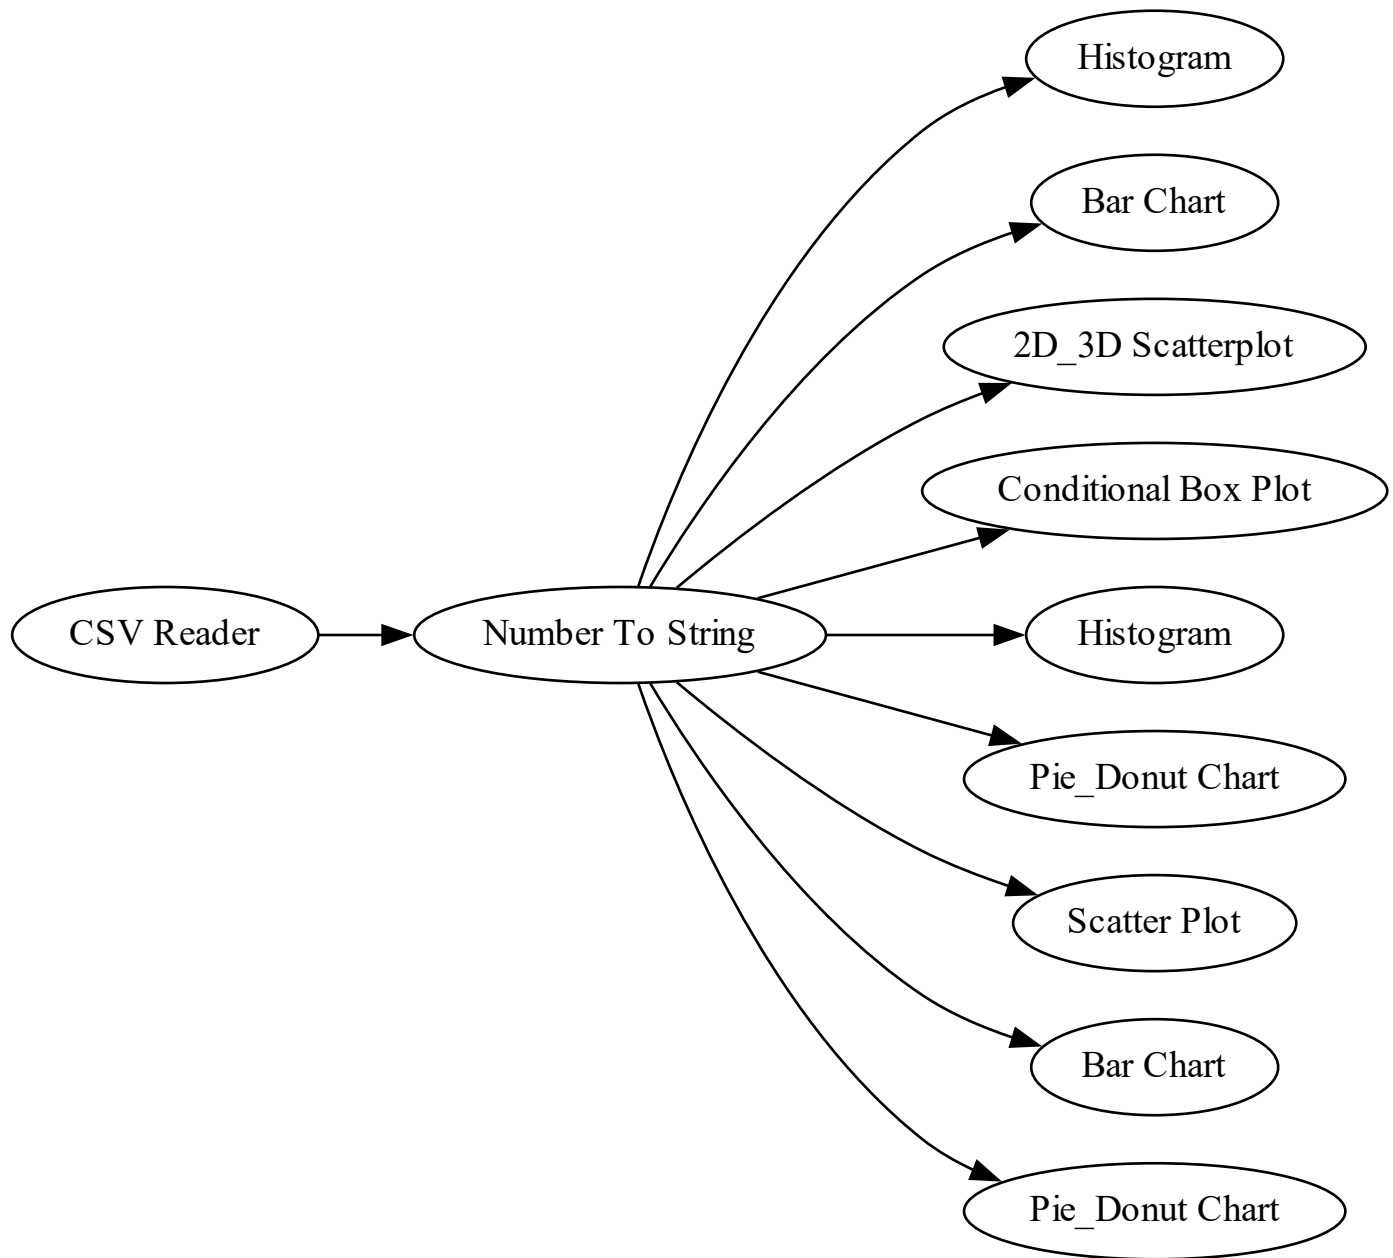 Histogram
Bar Chart
2D_3D Scatterplot
Conditional Box Plot
CSV Reader
Number To String
Histogram
Pie_Donut Chart
Scatter Plot
Bar Chart
Pie_Donut Chart